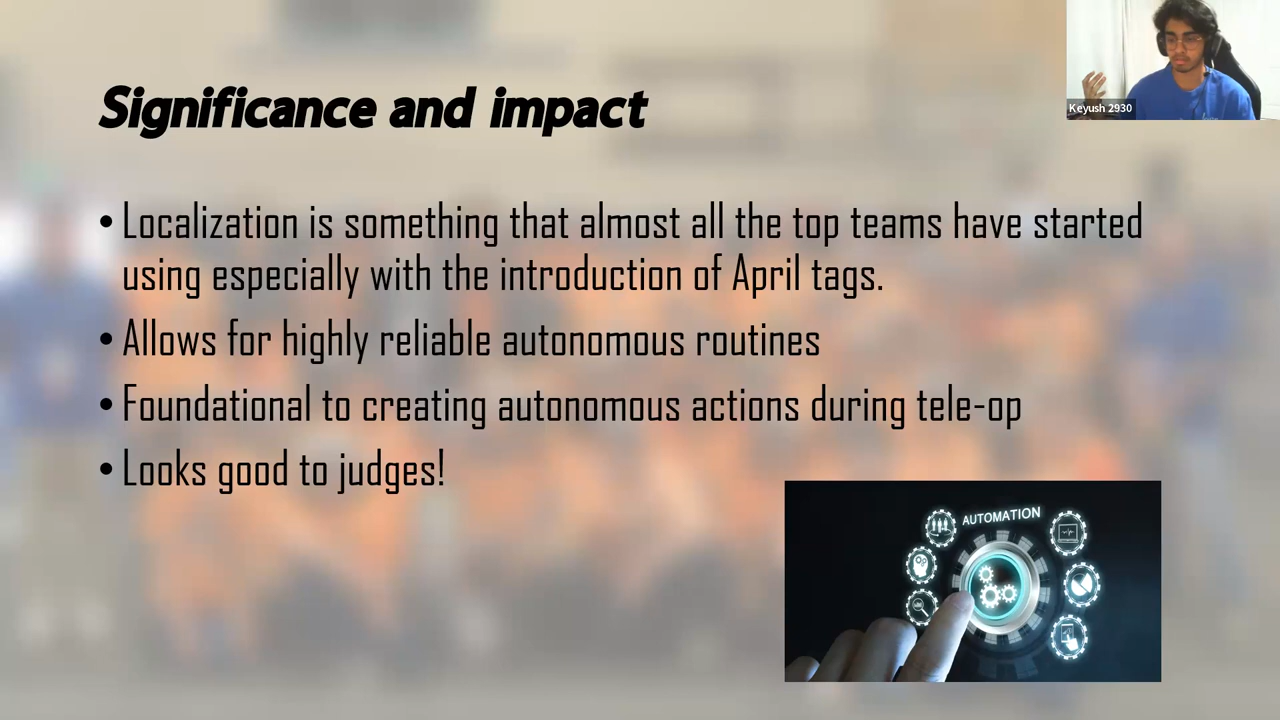 Significance and impact
Keyush 2930
• Localization is something that almost all the top teams have started
using especially with the introduction of April tags.
• Allows for highly reliable autonomous routines
• Foundational to creating autonomous actions during tele-op
• Looks good to judges!
AUTOMATION